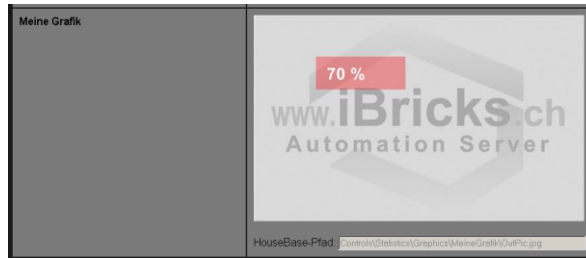 Meine Grafik
70 %
www.iBricks.ch
Automation Server
HouseBase-Pfad: Controls\Statistics\Graphics\MeineGrafik\OutPic.jpg